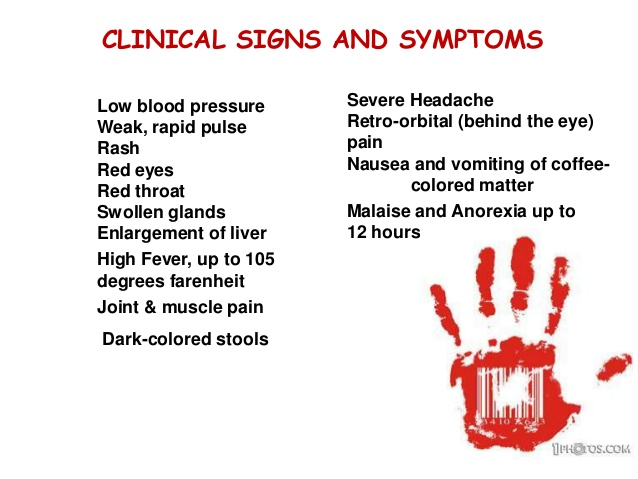 CLINICAL SIGNS AND SYMPTOMS
Low blood pressure
Weak, rapid pulse
Rash
Red eyes
Red throat
Swollen glands
Enlargement of liver
High Fever, up to 105
degrees farenheit
Joint & muscle pain
Dark-colored stools
Severe Headache
Retro-orbital (behind the eye)
pain
Nausea and vomiting of coffee-
colored matter
Malaise and Anorexia up to
12 hours
1PHOTOS.COM